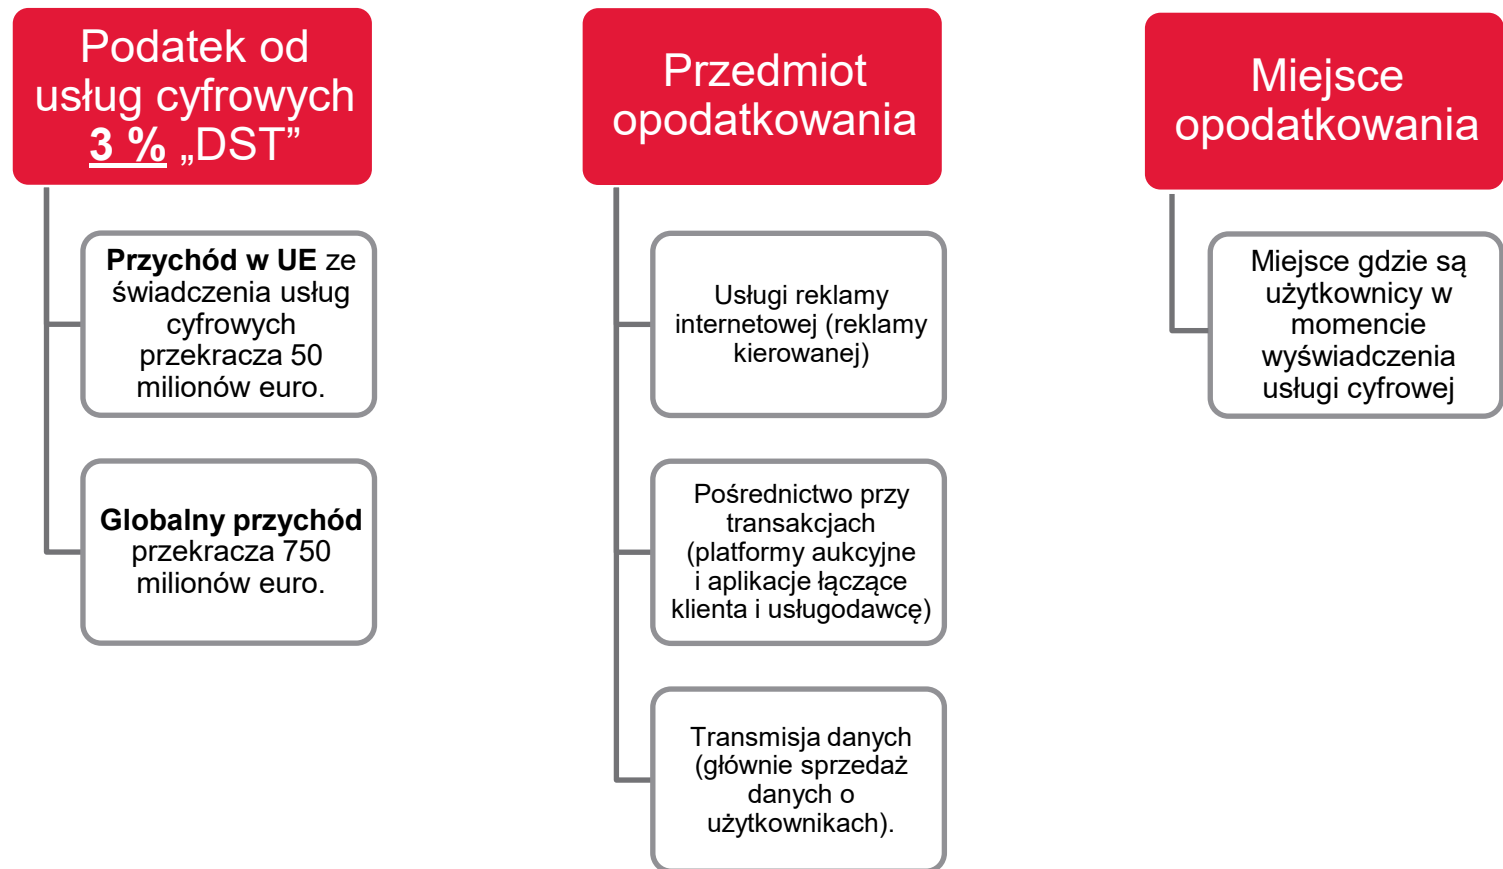 Podatek od
usług cyfrowych
3 % „DST”
Przychód w UE ze
świadczenia usług
cyfrowych
przekracza 50
milionów euro.
Globalny przychód
przekracza 750
milionów euro.
Przedmiot
opodatkowania
Usługi reklamy
internetowej (reklamy
kierowanej)
Pośrednictwo przy
transakcjach
(platformy aukcyjne
i aplikacje łączące
klienta i usługodawcę)
Transmisja danych
(głównie sprzedaż
danych o
użytkownikach).
Miejsce
opodatkowania
Miejsce gdzie są
użytkownicy w
momencie
wyświadczenia
usługi cyfrowej